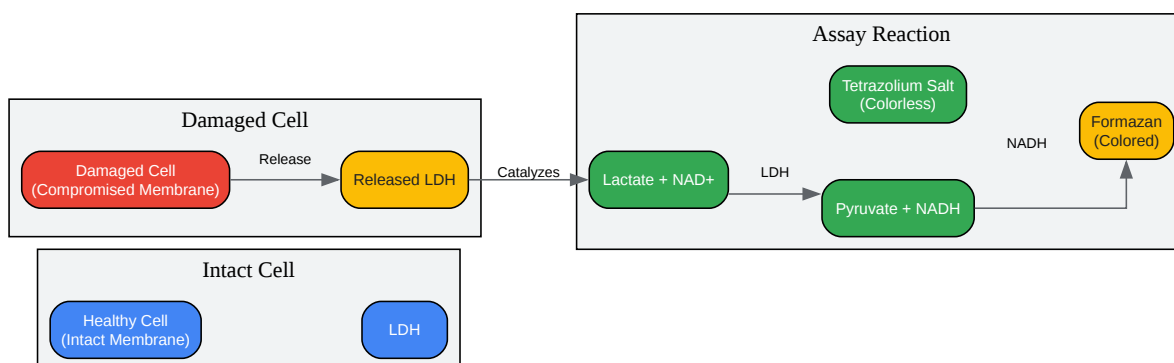 Assay Reaction
Tetrazolium Salt
(Colorless)
Formazan
(Colored)
NADH
Damaged Cell
Damaged Cell
(Compromised Membrane)
Release
Released LDH
Catalyzes
Lactate + NAD+
LDH
Pyruvate + NADH
Intact Cell
Healthy Cell
(Intact Membrane)
LDH